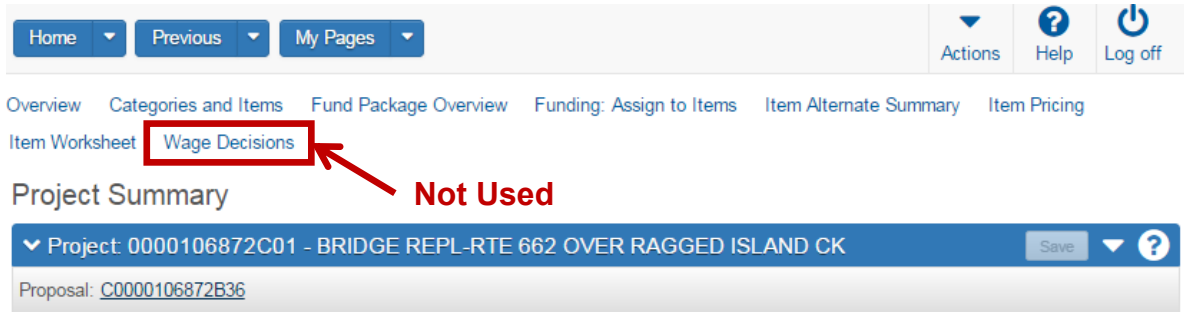 Home Previous My Pages Actions Help Log off
Overview Categories and Items Fund Package Overview Funding: Assign to Items Item Alternate Summary Item Pricing
Item Worksheet Wage Decisions
Not Used
Project Summary
Project: 0000106872C01 - BRIDGE REPL-RTE 662 OVER RAGGED ISLAND CK Save ?
Proposal: C0000106872B36